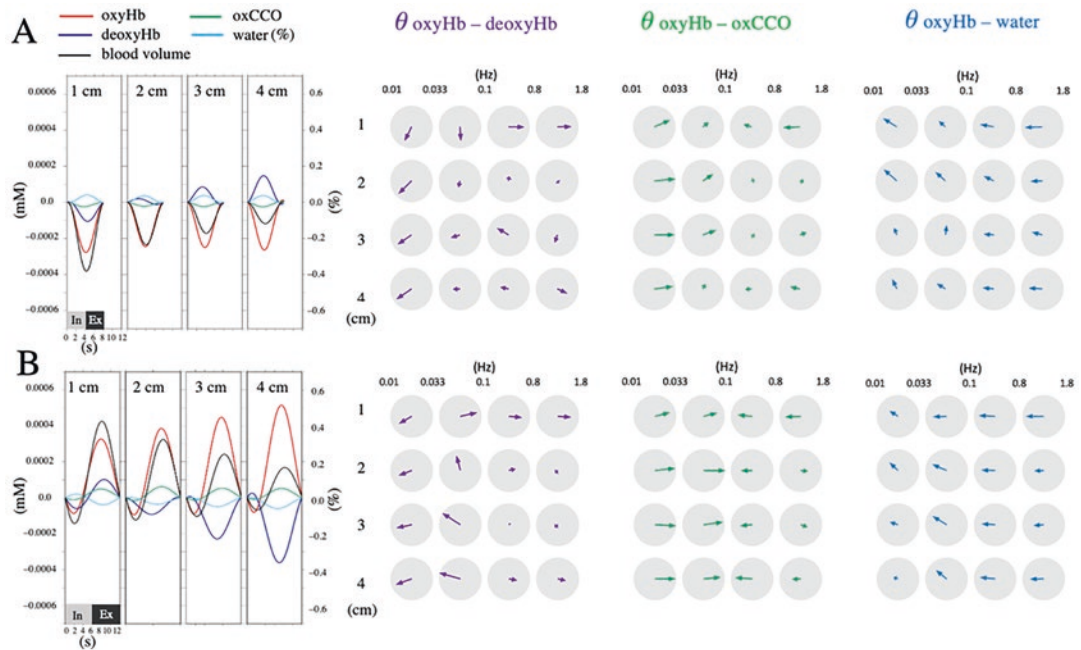 A
oxyHb oxCCO
deoxyHb water (%)
blood volume
θ oxyHb – deoxyHb
θ oxyHb – oxCCO
θ oxyHb – water
(Hz) (Hz) (Hz)
0.01 0.033 0.1 0.8 1.8
0.01 0.033 0.1 0.8 1.8
0.01 0.033 0.1 0.8 1.8
1 cm 2 cm 3 cm 4 cm
0.0006
0.0004
0.0002
0.0
–0.0002
–0.0004
–0.0006
(mM)
0.6
0.4
0.2
0.0
–0.2
–0.4
–0.6
(%)
In Ex
0 2 4 6 8 10 12
(s)
1
2
3
4
(cm)
B
1 cm 2 cm 3 cm 4 cm
0.0006
0.0004
0.0002
0.0
–0.0002
–0.0004
–0.0006
(mM)
0.6
0.4
0.2
0.0
–0.2
–0.4
–0.6
(%)
In Ex
0 2 4 6 8 10 12
(s)
(Hz) (Hz) (Hz)
0.01 0.033 0.1 0.8 1.8
0.01 0.033 0.1 0.8 1.8
0.01 0.033 0.1 0.8 1.8
1
2
3
4
(cm)